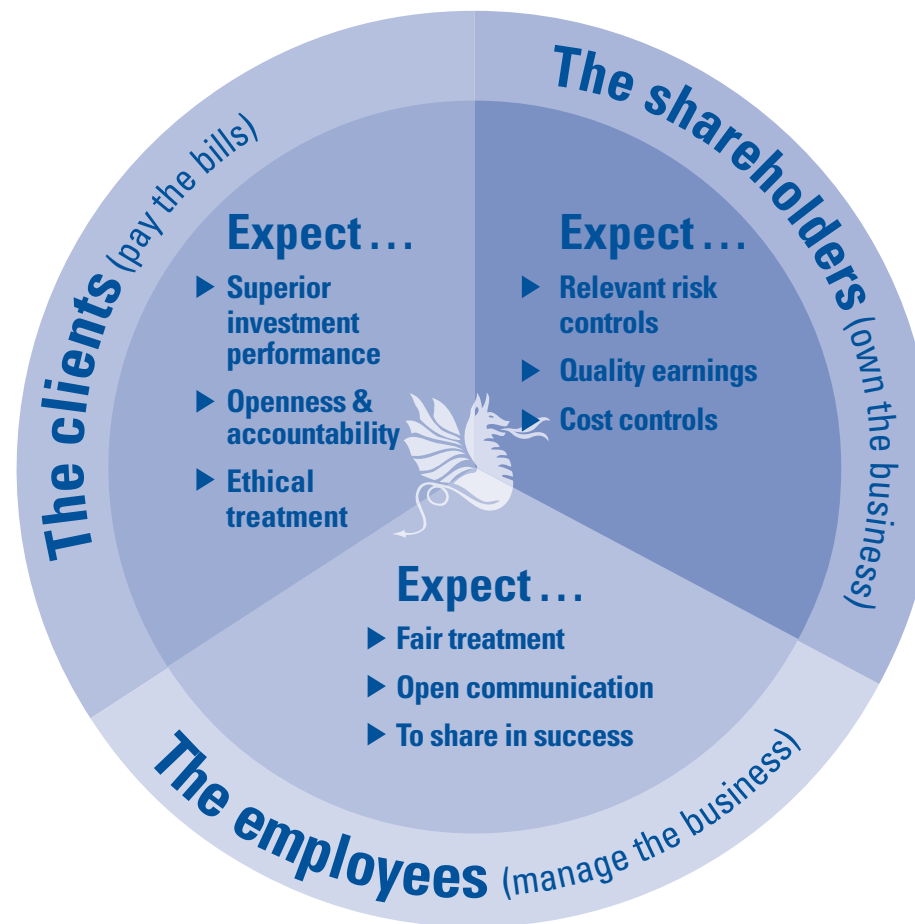 The clients (pay the bills)
Expect...
Superior
investment
performance
Openness &
accountability
Ethical
treatment
The shareholders (own the business)
Expect...
Relevant risk
controls
Quality earnings
Cost controls
Expect...
Fair treatment
Open communication
To share in success
The employees (manage the business)